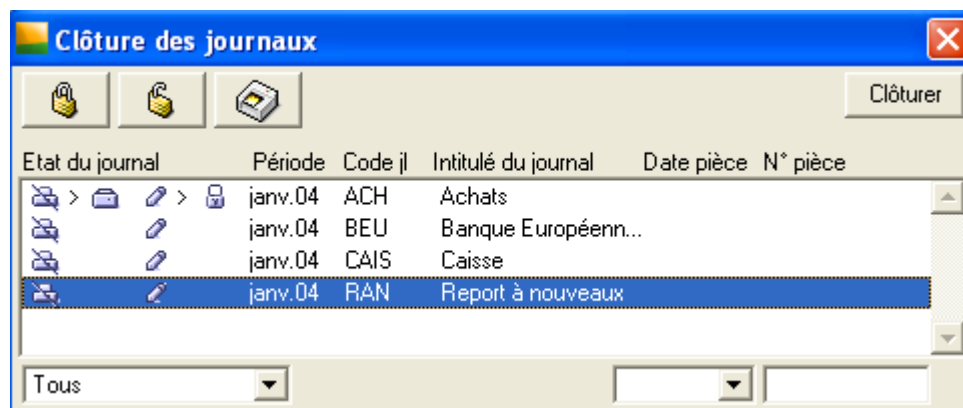 Clôture des journaux
Clôturer
Etat du journal Période Code jl Intitulé du journal Date pièce N° pièce
> > janv.04 ACH Achats
janv.04 BEU Banque Européenn...
janv.04 CAIS Caisse
janv.04 RAN Report à nouveaux
Tous